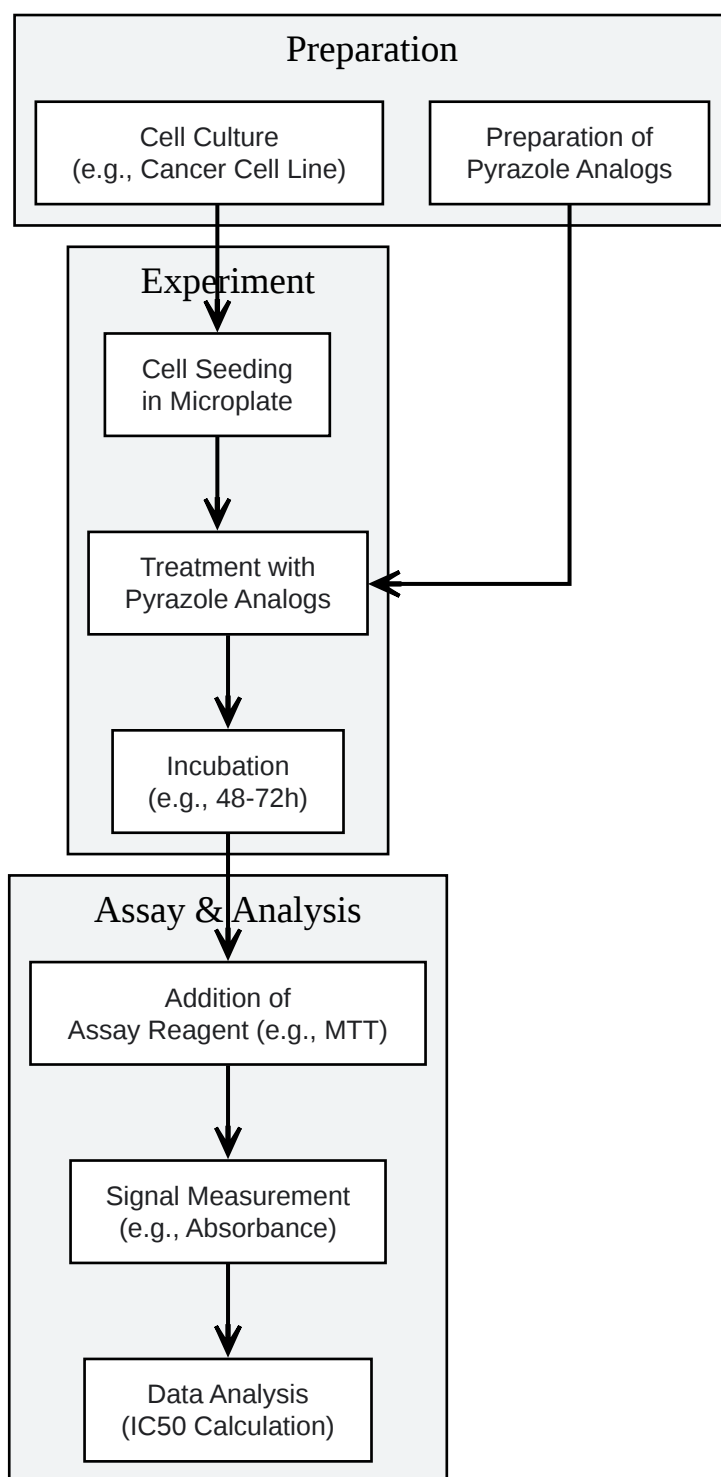 Preparation
Cell Culture
(e.g., Cancer Cell Line)
Preparation of
Pyrazole Analogs
Experiment
Cell Seeding
in Microplate
Treatment with
Pyrazole Analogs
Incubation
(e.g., 48-72h)
Assay & Analysis
Addition of
Assay Reagent (e.g., MTT)
Signal Measurement
(e.g., Absorbance)
Data Analysis
(IC50 Calculation)